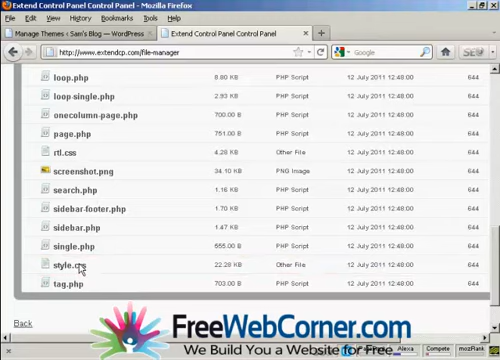 Extend Control Panel Control Panel - Mozilla Firefox
Edit View History Bookmarks Tools Help
Manage Themes ‹ Sam's Blog — WordPress
Extend Control Panel Control Panel
http://www.extendcp.com/file-manager
Google
loop.php 8.80 KB PHP Script 12 July 2011 12:48:00 644
loop-single.php 2.93 KB PHP Script 12 July 2011 12:48:00 644
onecolumn-page.php 700.00 B PHP Script 12 July 2011 12:48:00 644
page.php 751.00 B PHP Script 12 July 2011 12:48:00 644
rtl.css 4.28 KB Other File 12 July 2011 12:48:00 644
screenshot.png 34.10 KB PNG Image 12 July 2011 12:48:00 644
search.php 1.16 KB PHP Script 12 July 2011 12:48:00 644
sidebar-footer.php 1.70 KB PHP Script 12 July 2011 12:48:00 644
sidebar.php 1.47 KB PHP Script 12 July 2011 12:48:00 644
single.php 655.00 B PHP Script 12 July 2011 12:48:00 644
style.css 22.28 KB Other File 12 July 2011 12:48:00 644
tag.php 703.00 B PHP Script 12 July 2011 12:48:00 644
Back
FreeWebCorner.com
We Build You a Website for Free
Alexa
Compete
mozRank